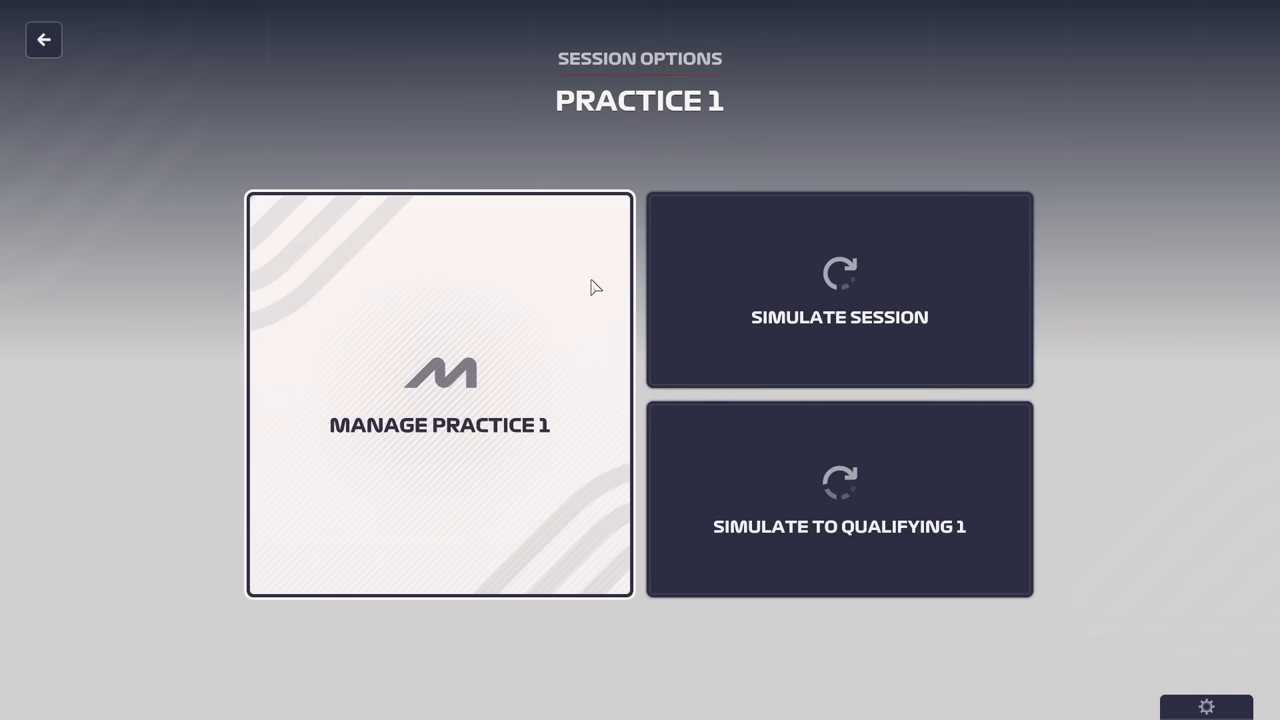 SESSION OPTIONS
PRACTICE 1
MANAGE PRACTICE 1
SIMULATE SESSION
SIMULATE TO QUALIFYING 1